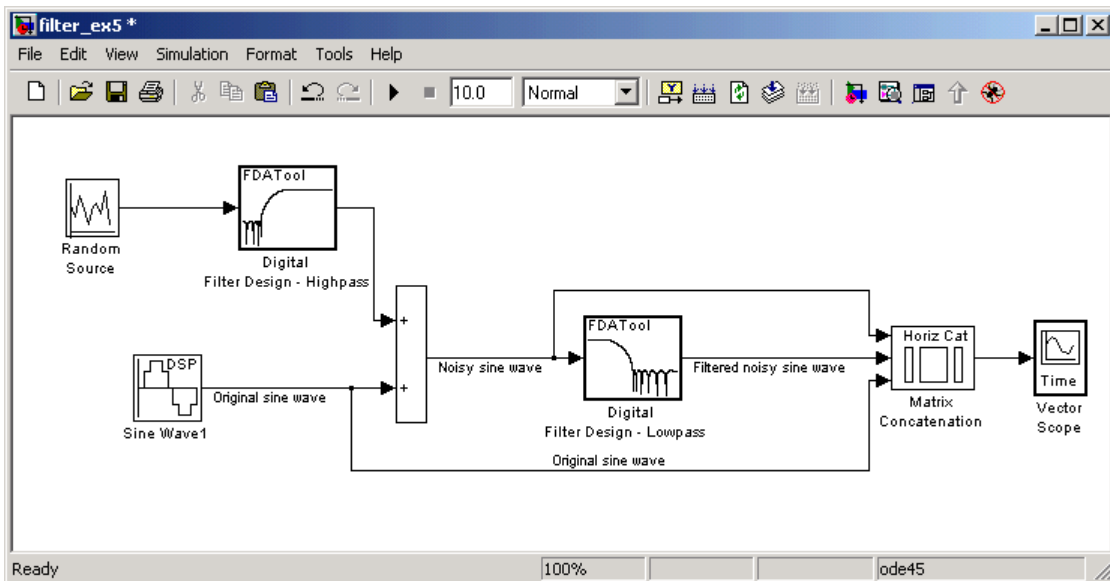 filter_ex5 *
File Edit View Simulation Format Tools Help
10.0 Normal
FDATool
Random
Source
Digital
Filter Design - Highpass
+
+
DSP
Sine Wave1
Original sine wave
Noisy sine wave
FDATool
Digital
Filter Design - Lowpass
Filtered noisy sine wave
Original sine wave
Horiz Cat
Matrix
Concatenation
Time
Vector
Scope
Ready 100% ode45